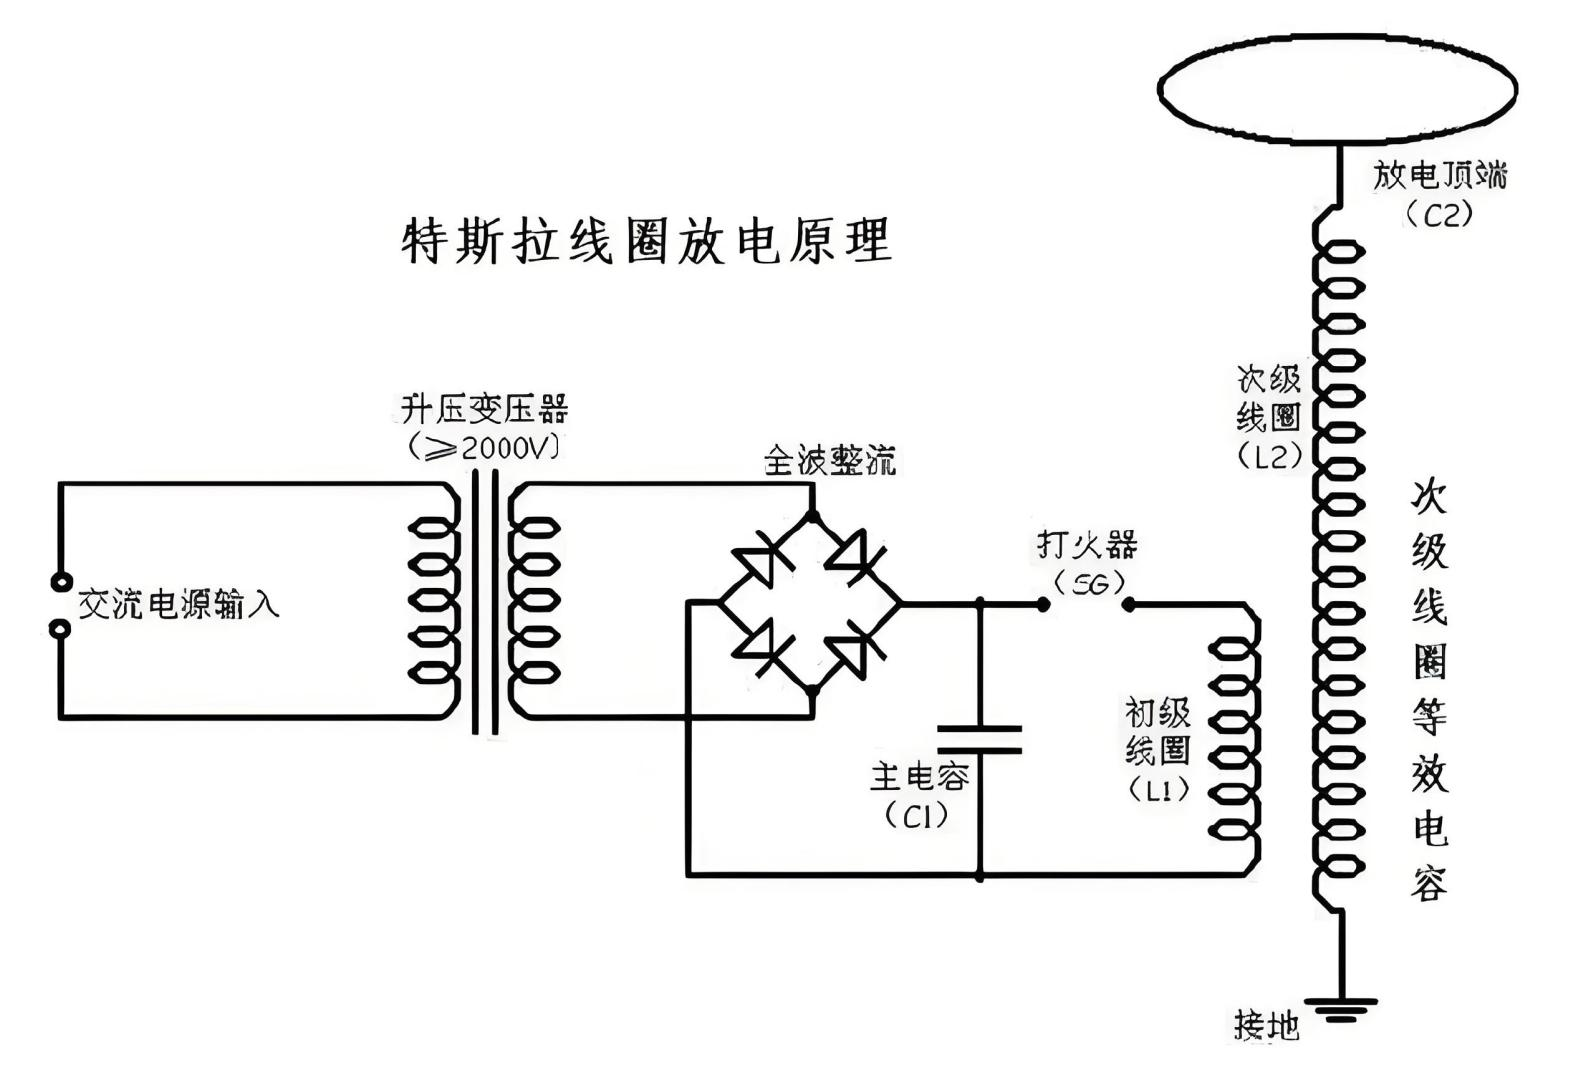 特斯拉线圈放电原理
放电顶端
（C2）
升压变压器
（⩾2000V）
全波整流
次级
线圈
（L2）
打火器
（SG）
交流电源输入
初级
线圈
（L1）
主电容
（C1）
次级线圈等效电容
接地